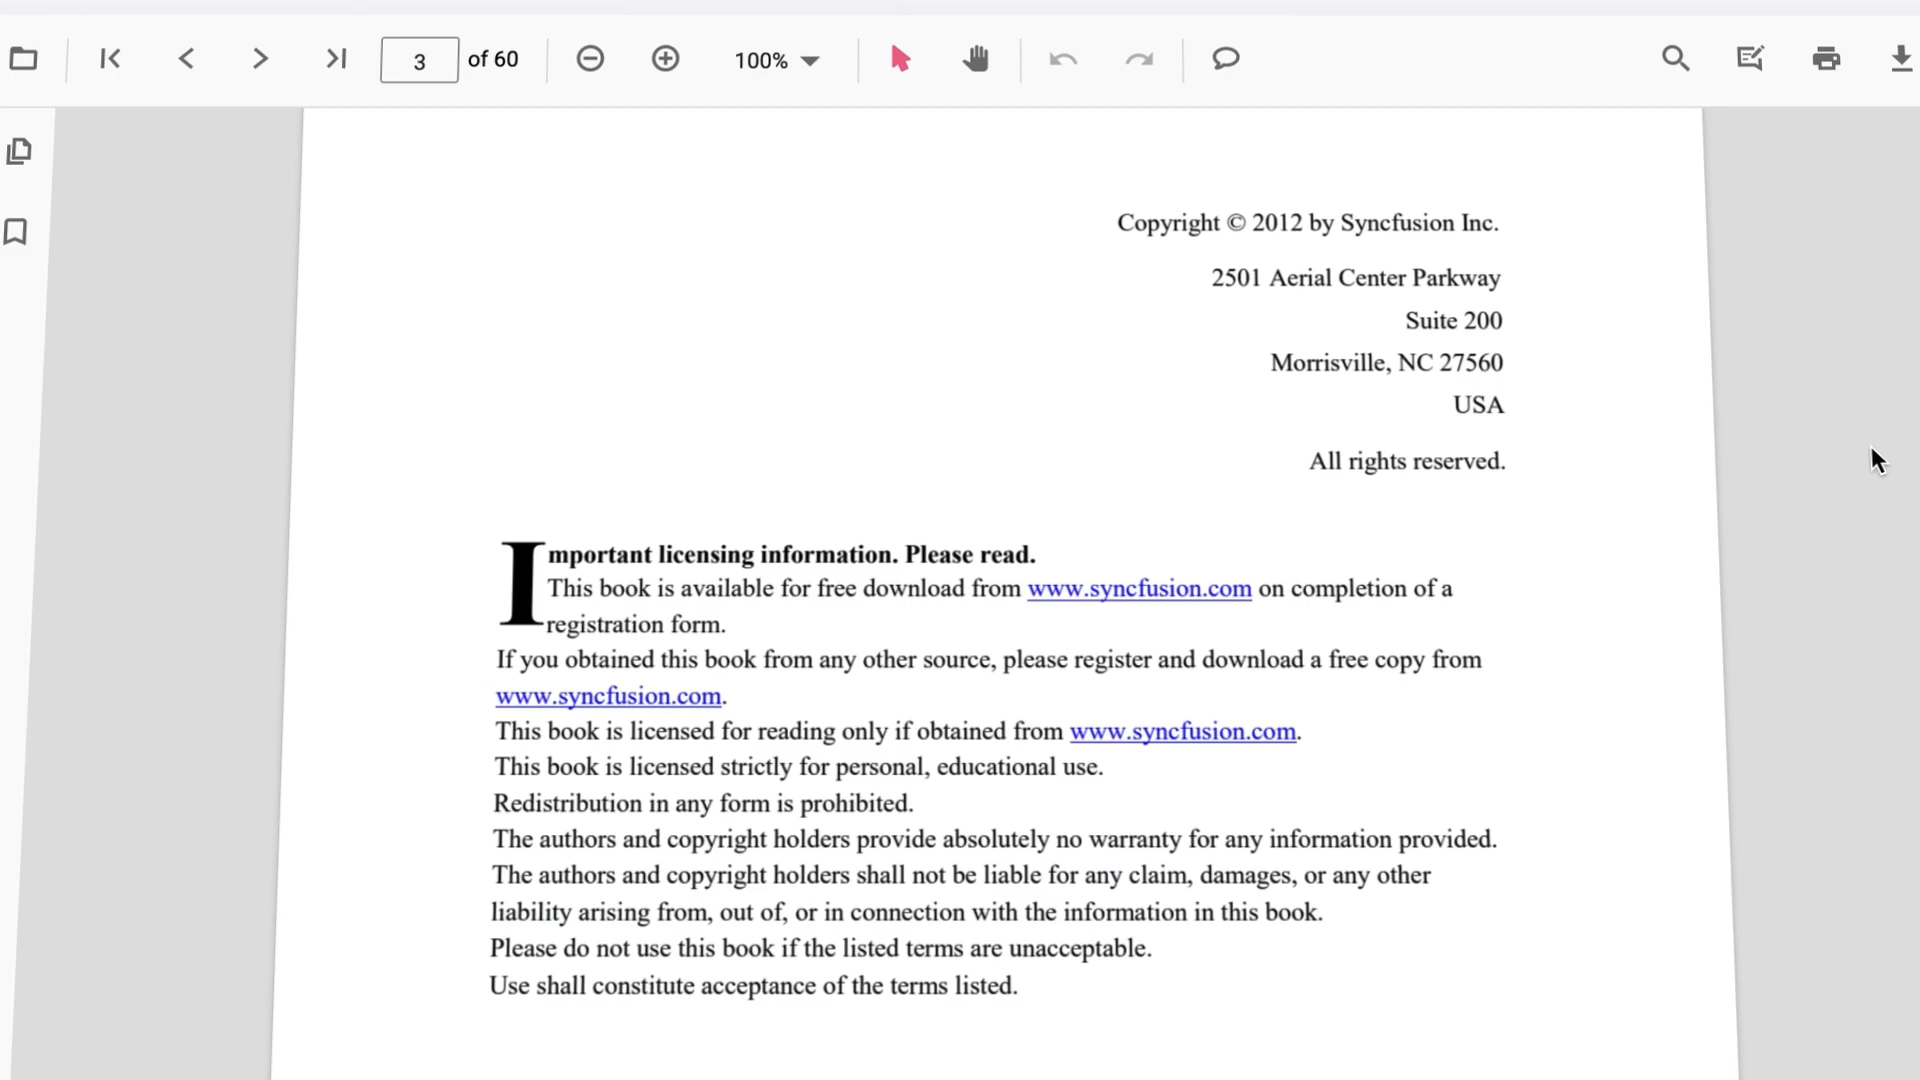 3 of 60 100%
Copyright © 2012 by Syncfusion Inc.
2501 Aerial Center Parkway
Suite 200
Morrisville, NC 27560
USA
All rights reserved.
Important licensing information. Please read.
This book is available for free download from www.syncfusion.com on completion of a
registration form.
If you obtained this book from any other source, please register and download a free copy from
www.syncfusion.com.
This book is licensed for reading only if obtained from www.syncfusion.com.
This book is licensed strictly for personal, educational use.
Redistribution in any form is prohibited.
The authors and copyright holders provide absolutely no warranty for any information provided.
The authors and copyright holders shall not be liable for any claim, damages, or any other
liability arising from, out of, or in connection with the information in this book.
Please do not use this book if the listed terms are unacceptable.
Use shall constitute acceptance of the terms listed.